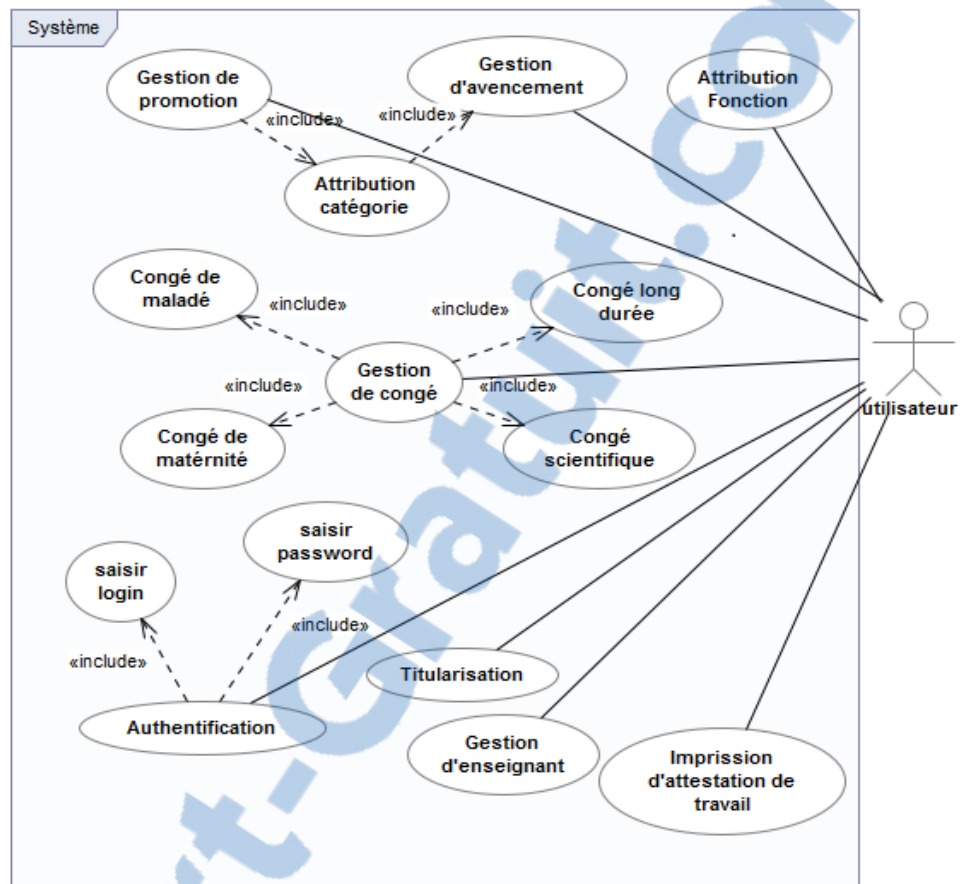 Système
Gestion de
promotion
Gestion
d'avencement
Attribution
Fonction
«include»
«include»
Attribution
catégorie
Congé de
maladé
«include»
«include»
Congé long
durée
Gestion
de congé
«include»
«include»
utilisateur
Congé de
matérnité
Congé
scientifique
saisir
password
saisir
login
«include»
«include»
Titularisation
Authentification
Gestion
d'enseignant
Imprission
d'attestation de
travail
t-Gratuit.co